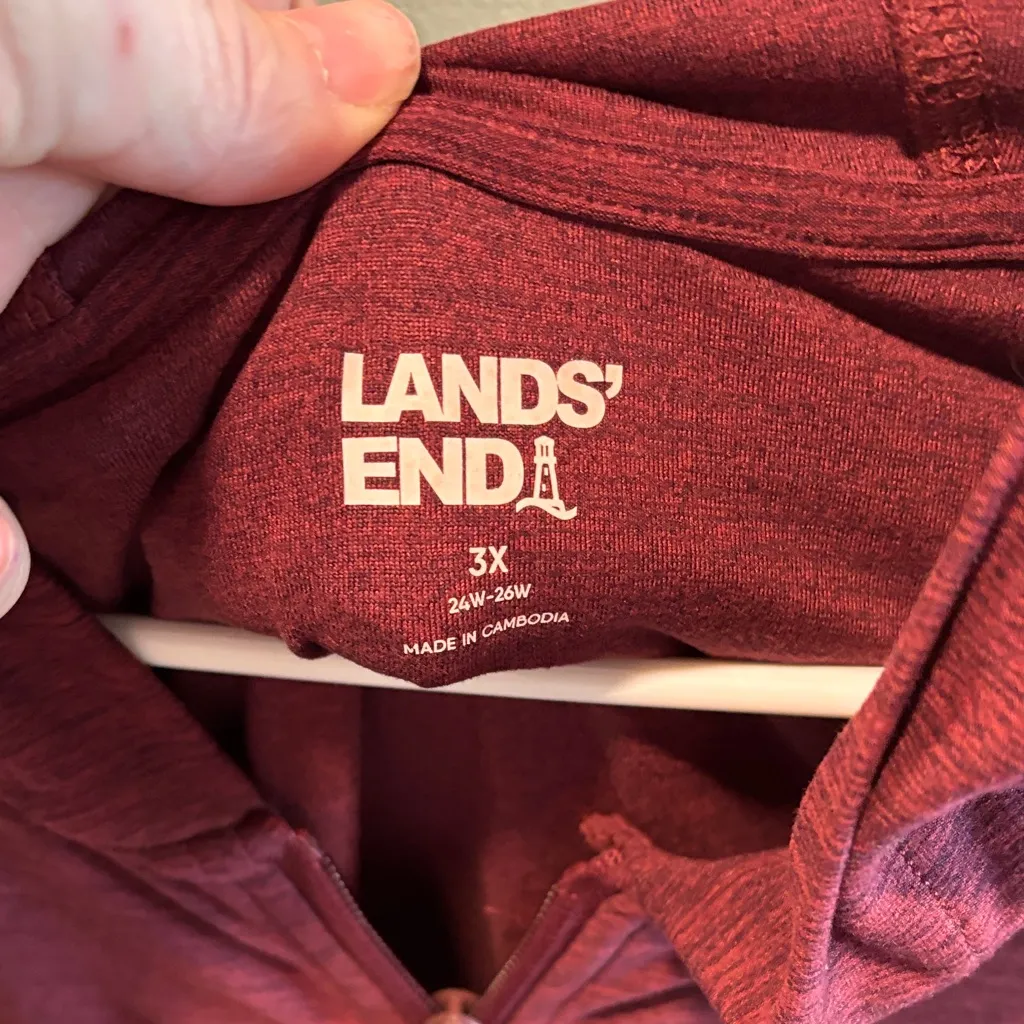 LANDS’
END
3X
24W-26W
MADE IN CAMBODIA